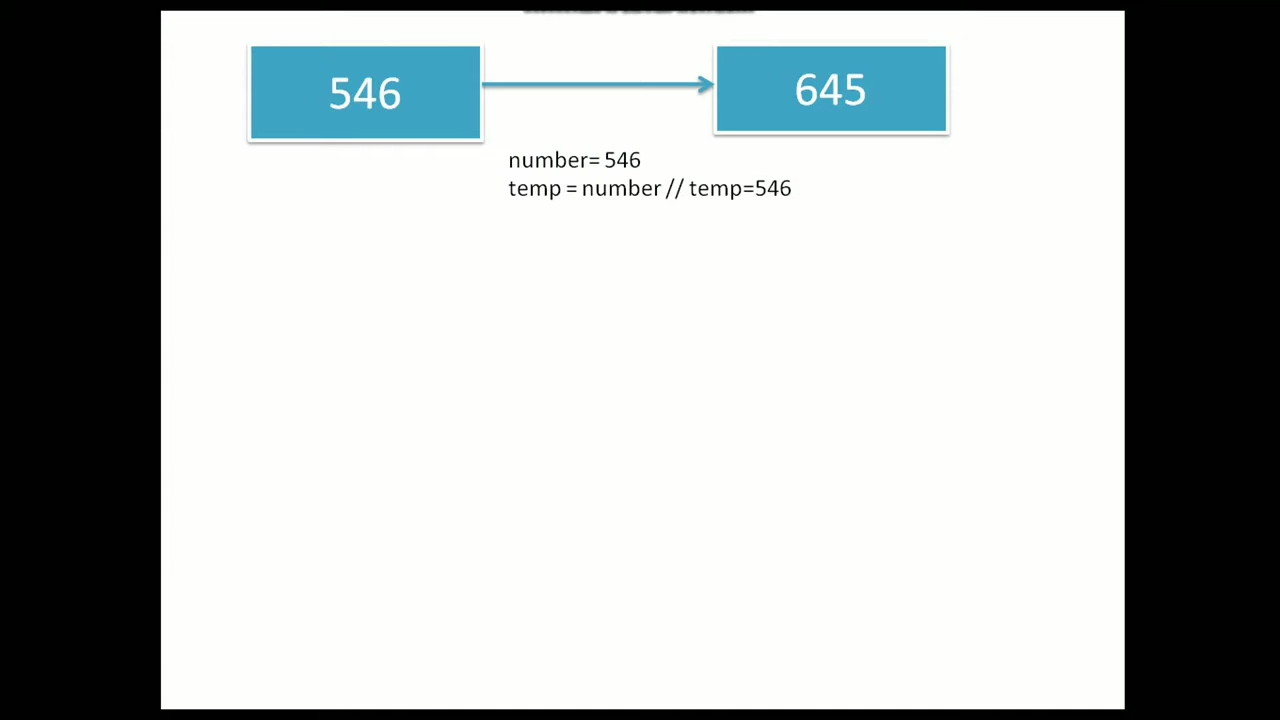 546
645
number= 546
temp = number // temp=546